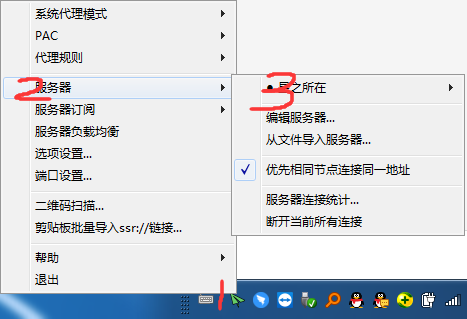 系统代理模式
PAC
代理规则
服务器
服务器订阅
服务器负载均衡
选项设置...
端口设置...
二维码扫描...
剪贴板批量导入ssr://链接...
帮助
退出
之所在
编辑服务器...
从文件导入服务器...
优先相同节点连接同一地址
服务器连接统计...
断开当前所有连接
2
3
1